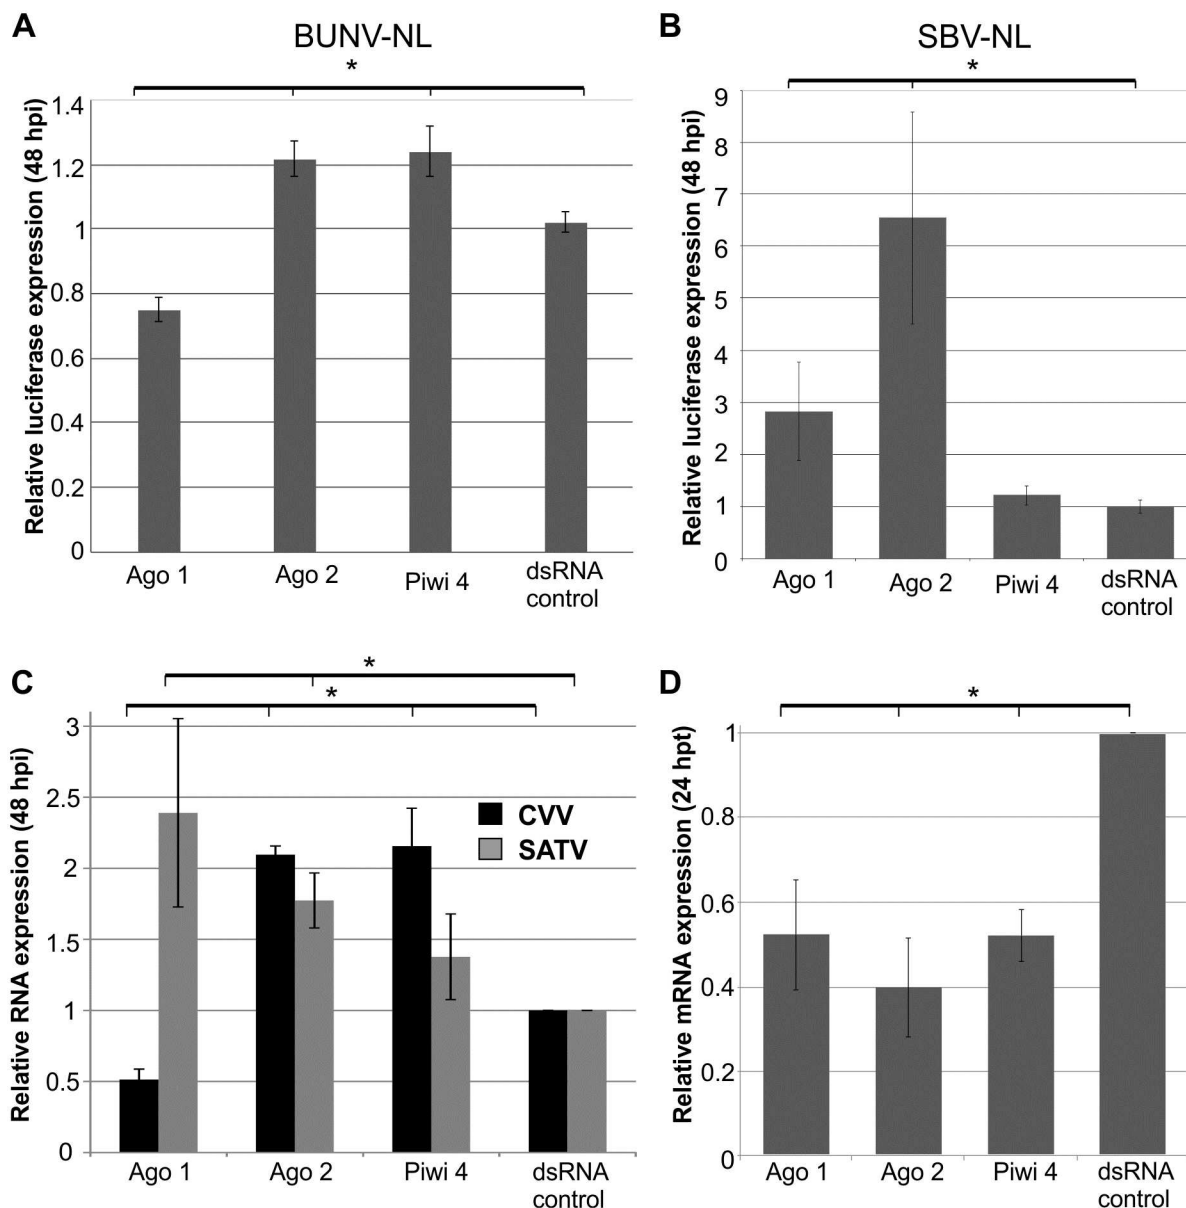 A
BUNV-NL
*
Relative luciferase expression (48 hpi)
1.4
1.2
1
0.8
0.6
0.4
0.2
0
Ago 1
Ago 2
Piwi 4
dsRNA
control
B
SBV-NL
*
Relative luciferase expression (48 hpi)
9
8
7
6
5
4
3
2
1
0
Ago 1
Ago 2
Piwi 4
dsRNA
control
C
*
*
Relative RNA expression (48 hpi)
3
2.5
2
1.5
1
0.5
0
CVV
SATV
Ago 1
Ago 2
Piwi 4
dsRNA
control
D
*
Relative mRNA expression (24 hpt)
1
0.8
0.6
0.4
0.2
0
Ago 1
Ago 2
Piwi 4
dsRNA
control